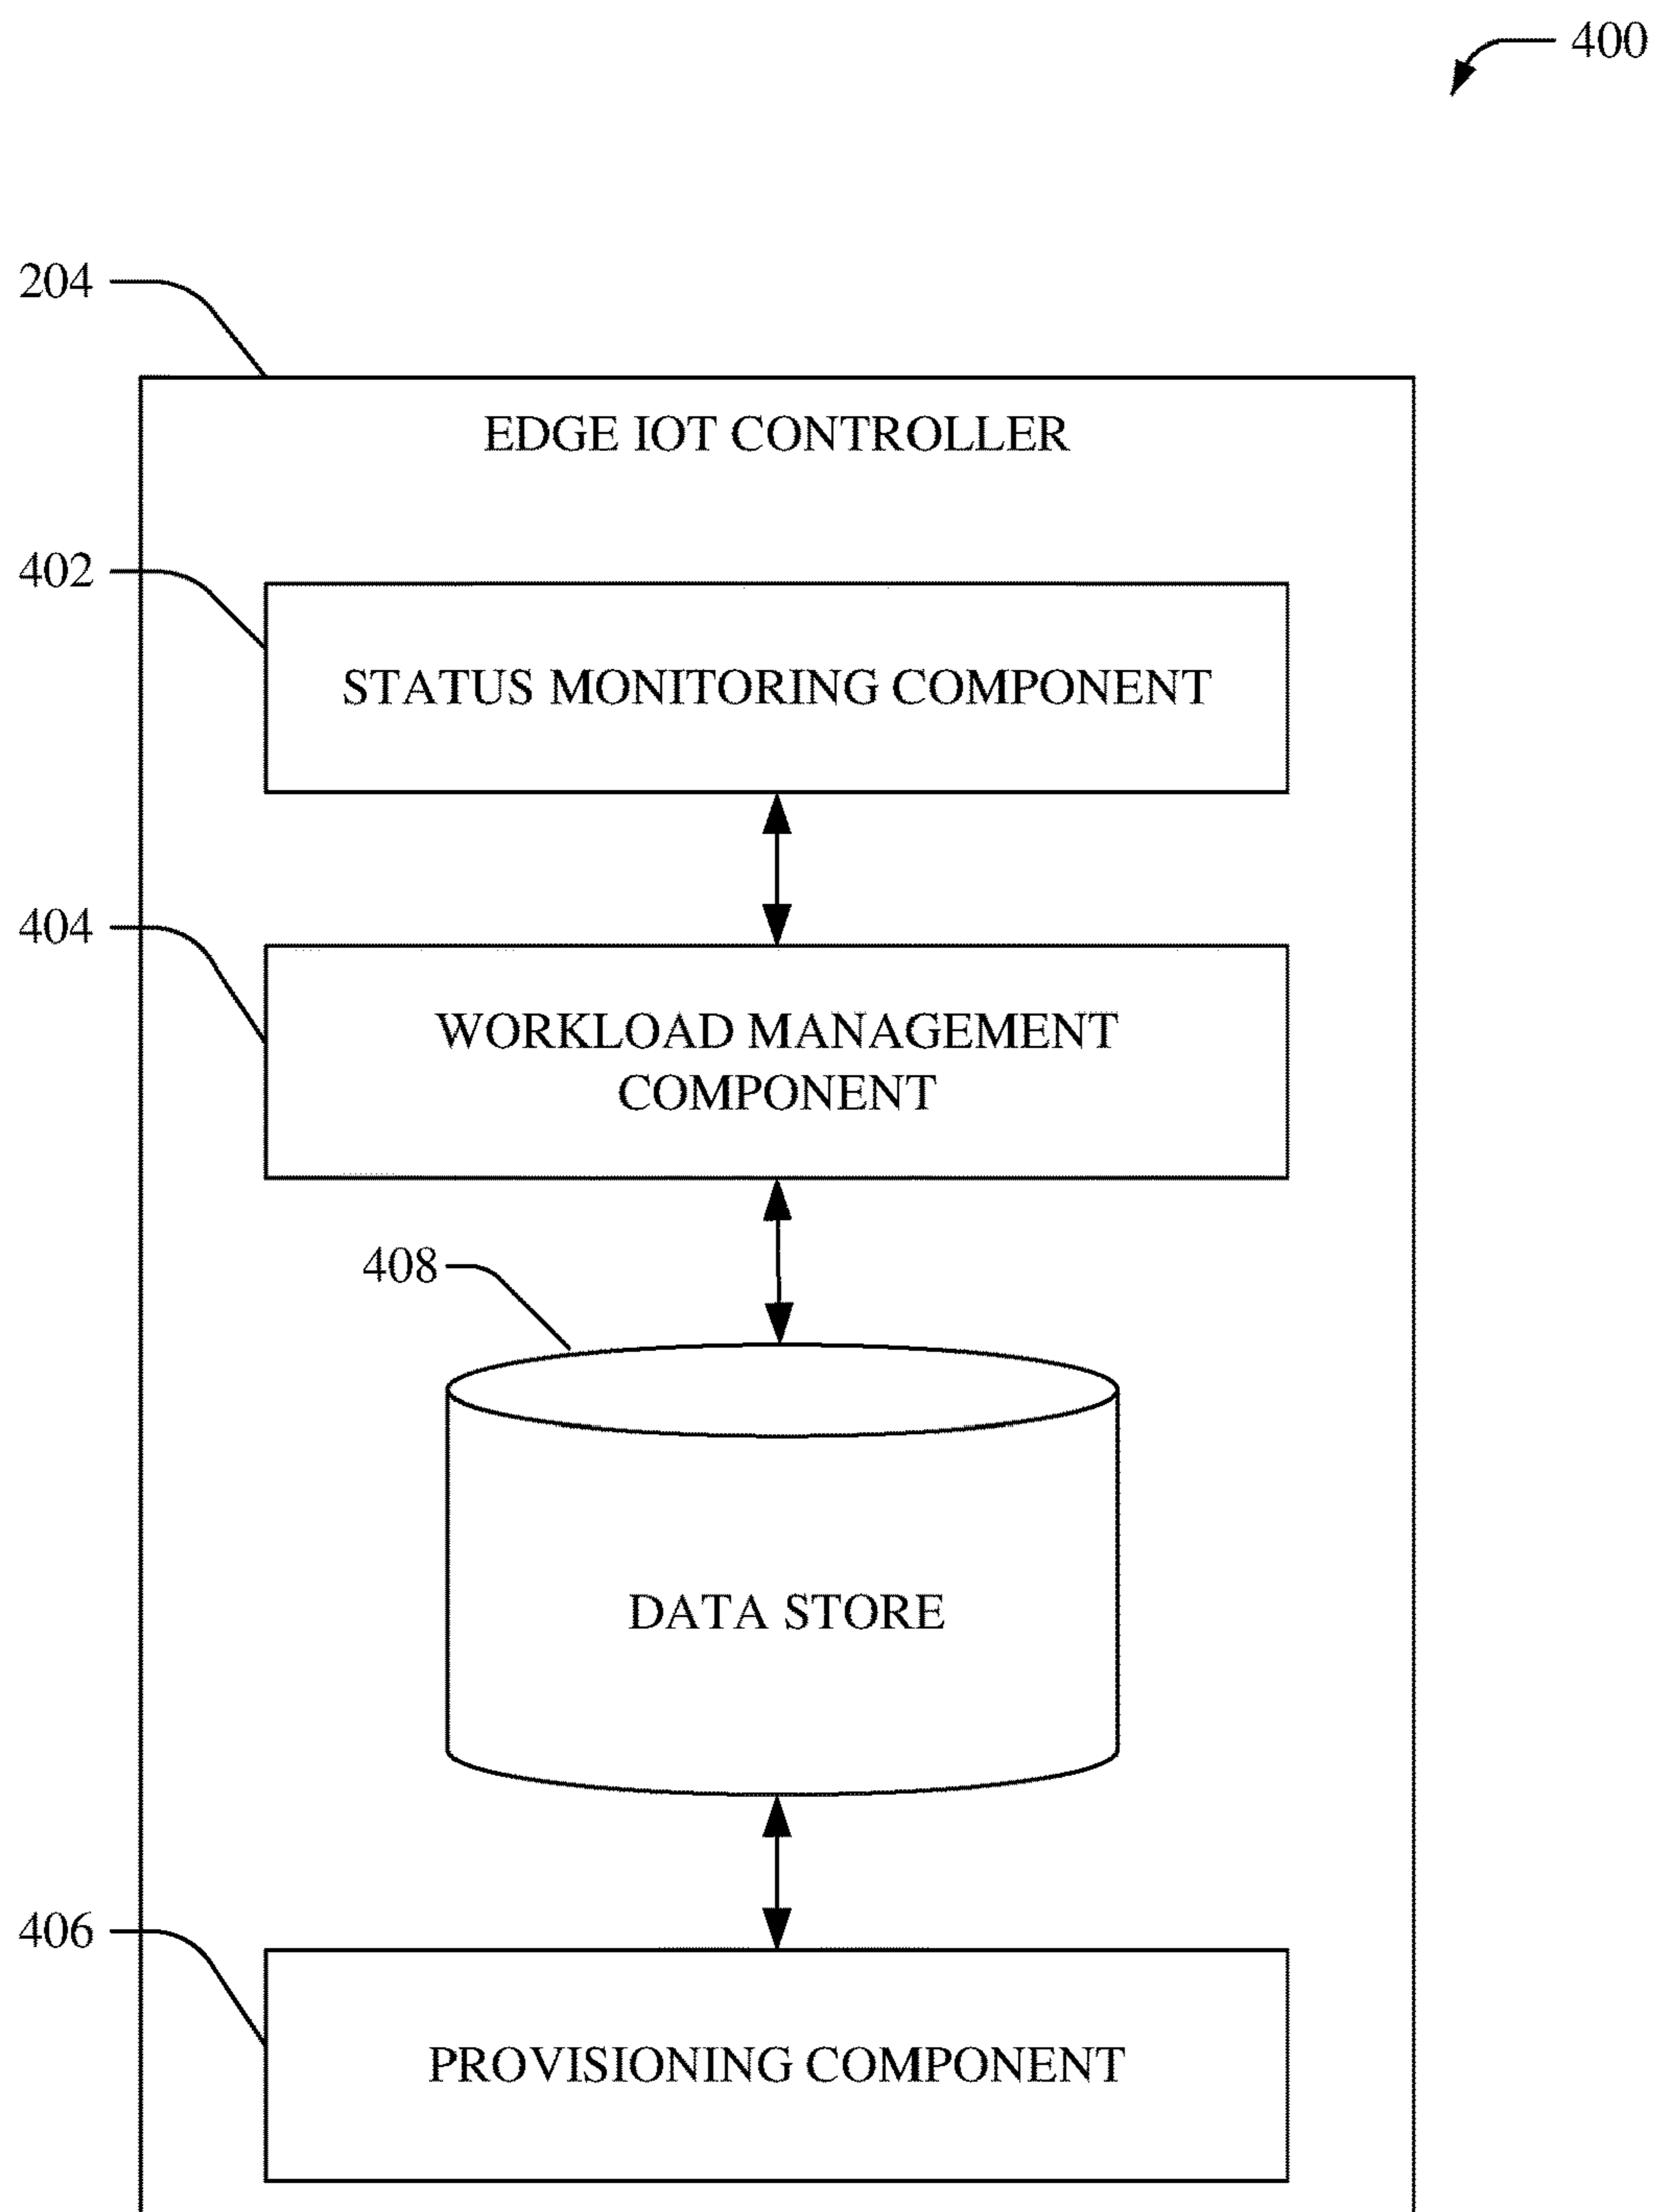 400
204
EDGE IOT CONTROLLER
402
STATUS MONITORING COMPONENT
404
WORKLOAD MANAGEMENT
COMPONENT
408
DATA STORE
406
PROVISIONING COMPONENT